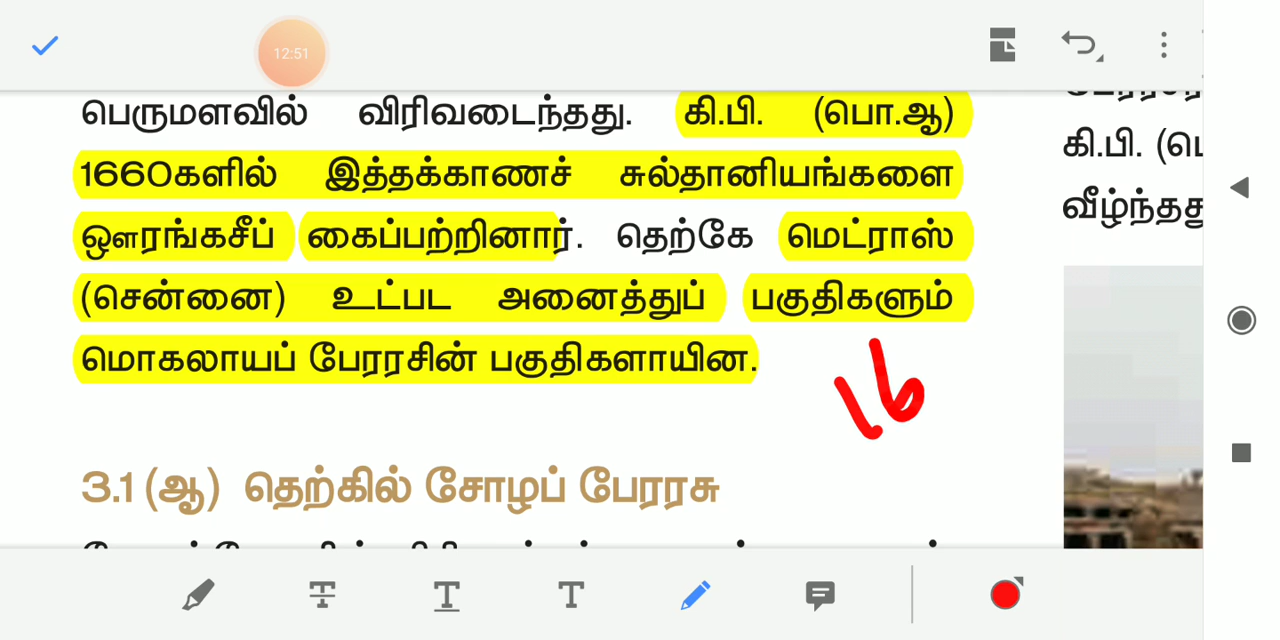 12:51
பெருமளவில் விரிவடைந்தது. கி.பி. (பொ.ஆ)
1660களில் இத்தக்காணச் சுல்தானியங்களை
ஔரங்கசீப் கைப்பற்றினார். தெற்கே மெட்ராஸ்
(சென்னை) உட்பட அனைத்துப் பகுதிகளும்
மொகலாயப் பேரரசின் பகுதிகளாயின.
16
3.1 (ஆ) தெற்கில் சோழப் பேரரசு
கி.பி.
வீழ்ந்தது